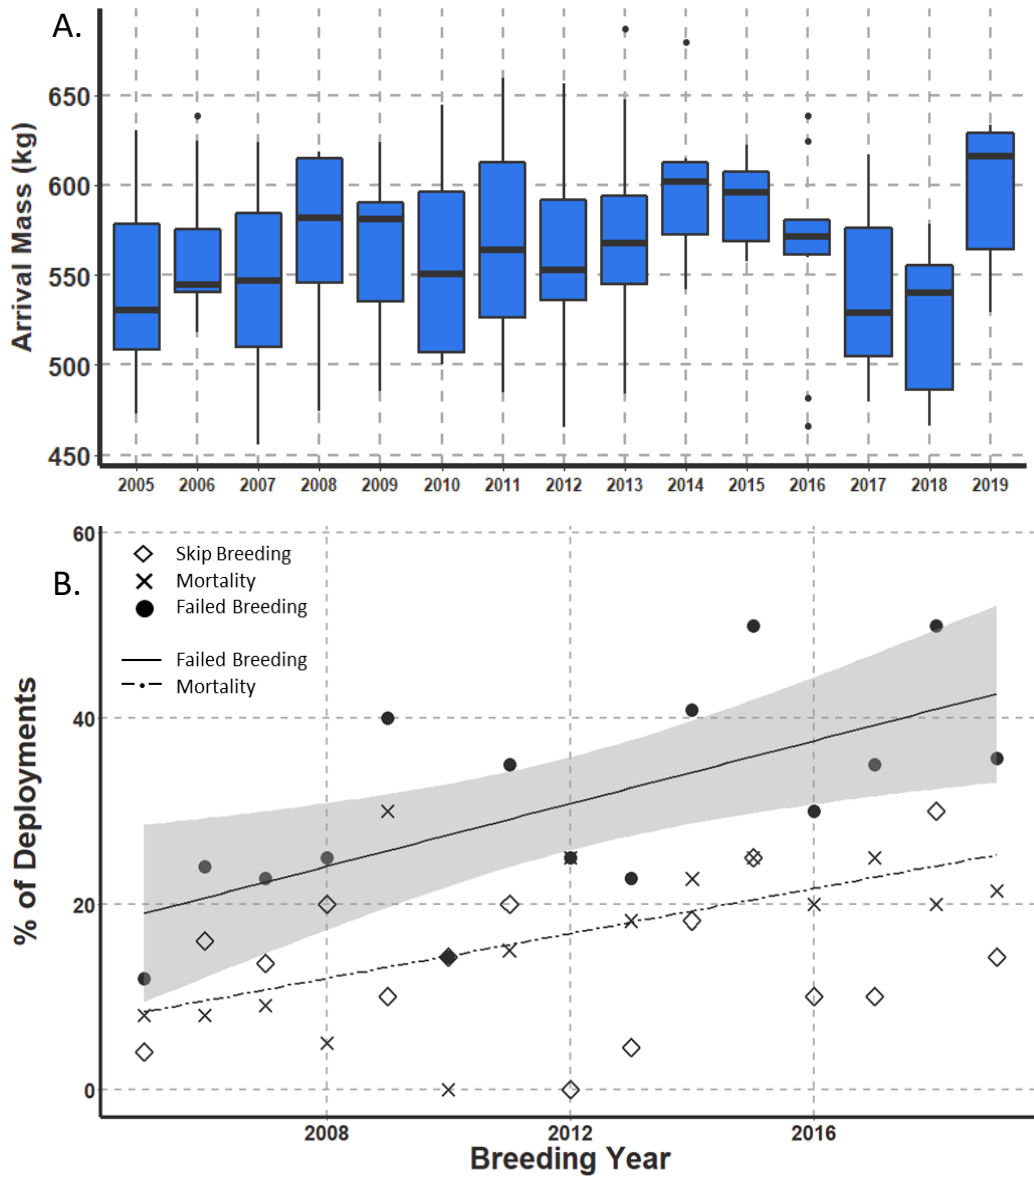 A.
Arrival Mass (kg)
650
600
550
500
450
2005 2006 2007 2008 2009 2010 2011 2012 2013 2014 2015 2016 2017 2018 2019
B.
% of Deployments
60
40
20
0
Skip Breeding
Mortality
Failed Breeding
Failed Breeding
Mortality
2008 2012 2016
Breeding Year